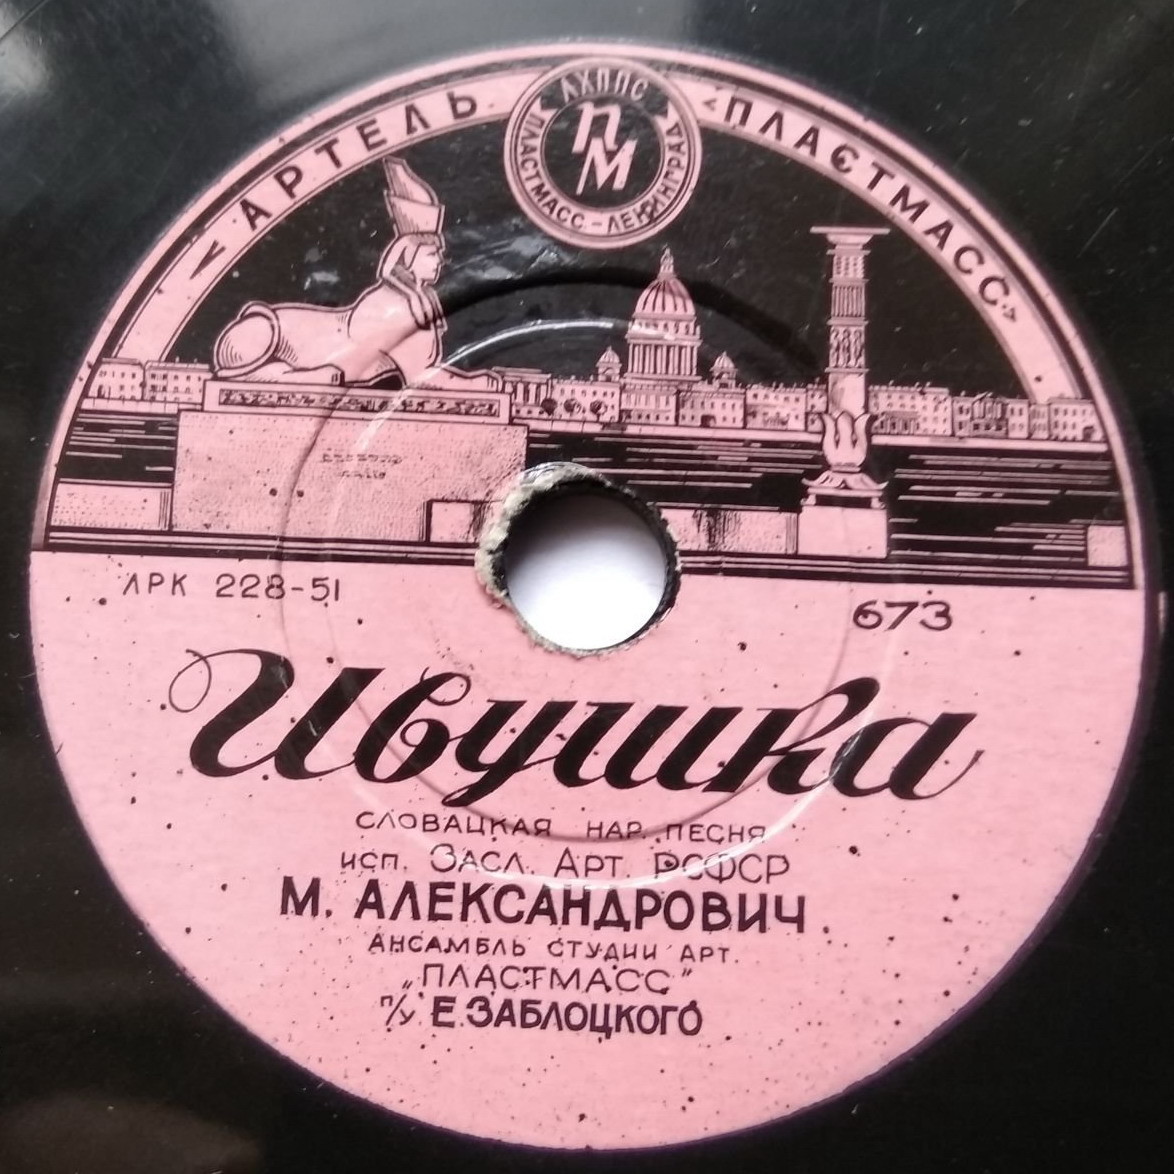 «АРТЕЛЬ
ЛХППС
ПМ
ПЛАСТМАСС-ЛЕНИНГРАД
«ПЛАСТМАСС»
ЛРК 228-51
673
Ивушка
СЛОВАЦКАЯ НАР. ПЕСНЯ
исп. Засл. Арт. РСФСР
М. АЛЕКСАНДРОВИЧ
АНСАМБЛЬ СТУДИИ АРТ.
„ПЛАСТМАСС"
п/у Е. ЗАБЛОЦКОГО